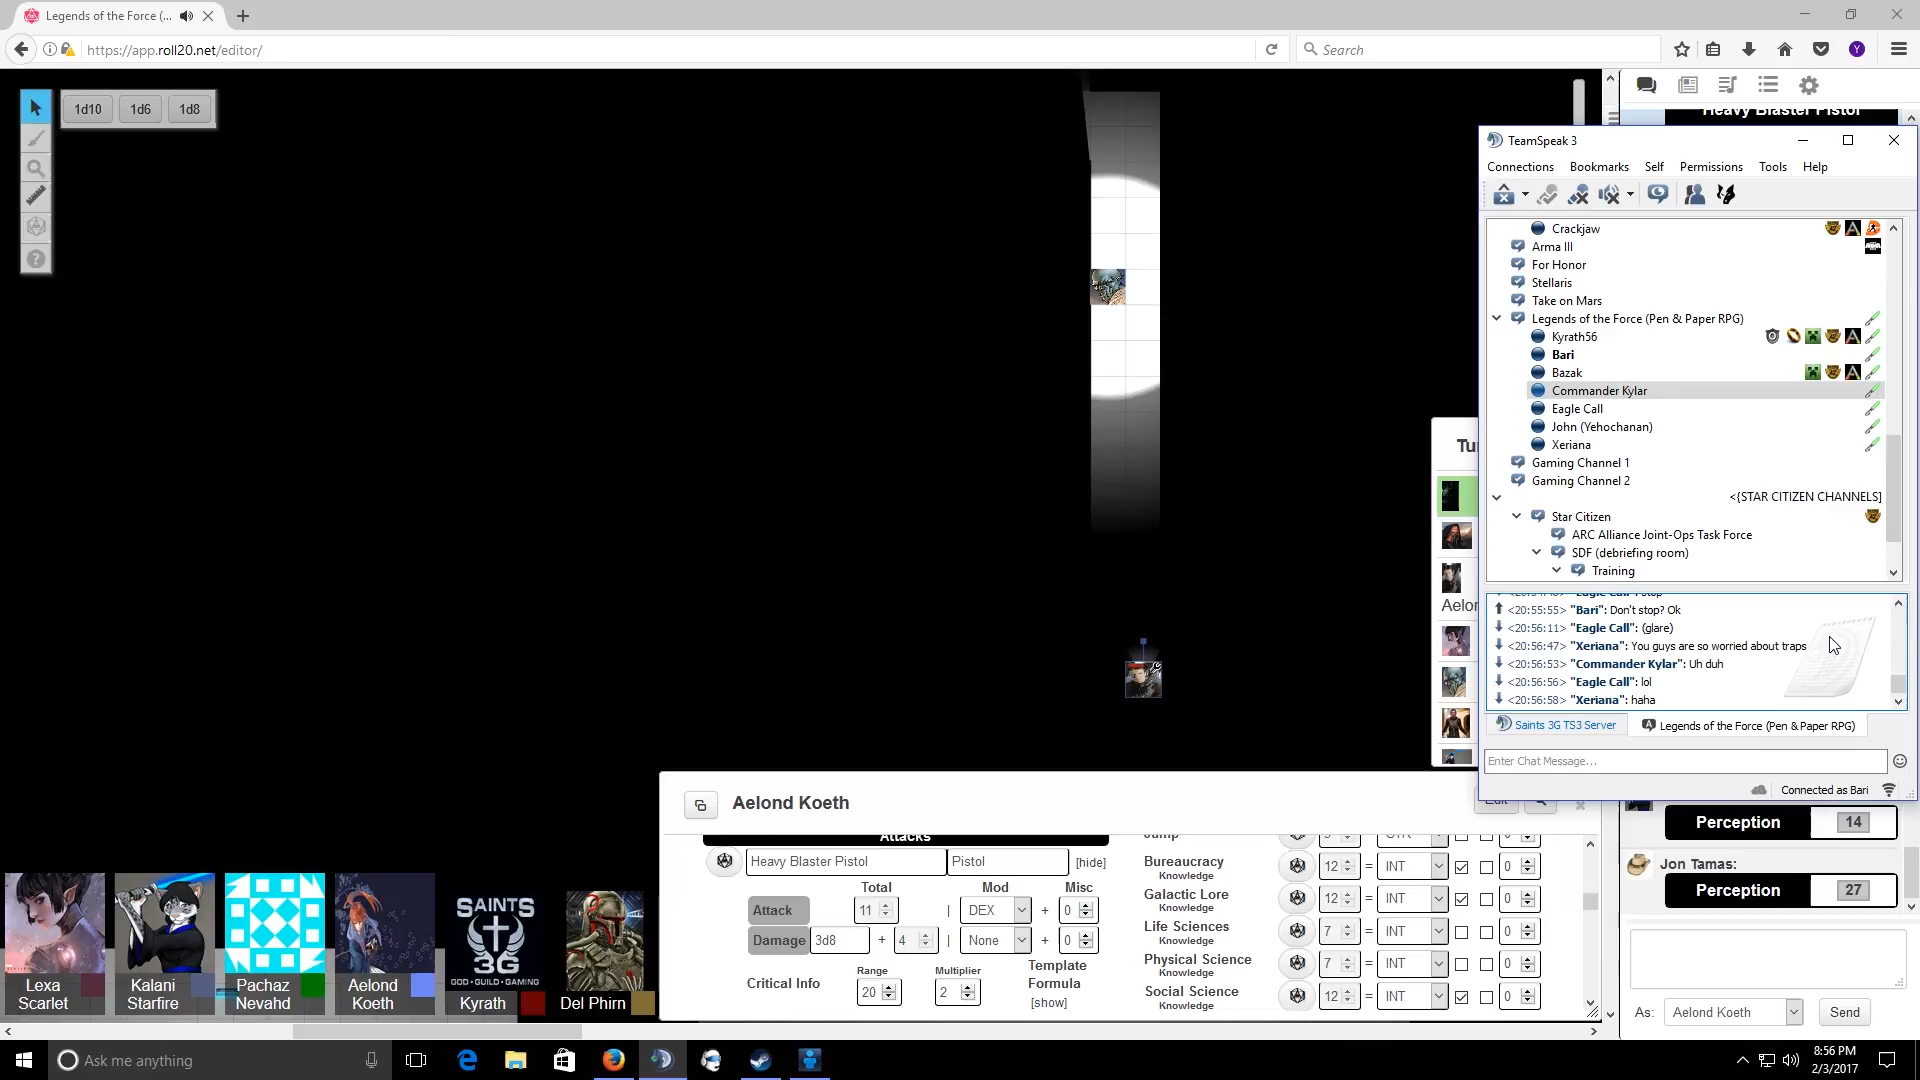 Legends of the Force (...
https://app.roll20.net/editor/
Search
1d10
1d6
1d8
Heavy Blaster Pistol
TeamSpeak 3
Connections
Bookmarks
Self
Permissions
Tools
Help
Crackjaw
Arma III
For Honor
Stellaris
Take on Mars
Legends of the Force (Pen & Paper RPG)
Kyrath56
Bari
Bazak
Commander Kylar
Eagle Call
John (Yehochanan)
Xeriana
Gaming Channel 1
Gaming Channel 2
<{STAR CITIZEN CHANNELS]
Star Citizen
ARC Alliance Joint-Ops Task Force
SDF (debriefing room)
Training
<20:55:55> "Bari": Don't stop? Ok
<20:56:11> "Eagle Call": (glare)
<20:56:47> "Xeriana": You guys are so worried about traps
<20:56:53> "Commander Kylar": Uh duh
<20:56:56> "Eagle Call": lol
<20:56:58> "Xeriana": haha
Saints 3G TS3 Server
Legends of the Force (Pen & Paper RPG)
Enter Chat Message...
Connected as Bari
Tu
Aelon
Aelond Koeth
Edit
Attacks
Heavy Blaster Pistol
Pistol
[hide]
Total
Mod
Misc
Attack
11
| DEX + 0
Damage
3d8 + 4 | None + 0
Critical Info
Range
20
Multiplier
2
Template
Formula
[show]
Jump
Bureaucracy
Knowledge
12 = INT 0
Galactic Lore
Knowledge
12 = INT 0
Life Sciences
Knowledge
7 = INT 0
Physical Science
Knowledge
7 = INT 0
Social Science
Knowledge
12 = INT 0
Perception 14
Jon Tamas:
Perception 27
As: Aelond Koeth
Send
Lexa
Scarlet
Kalani
Starfire
Pachaz
Nevahd
Aelond
Koeth
SAINTS
3G
GOD • GUILD • GAMING
Kyrath
Del Phirn
Ask me anything
8:56 PM
2/3/2017